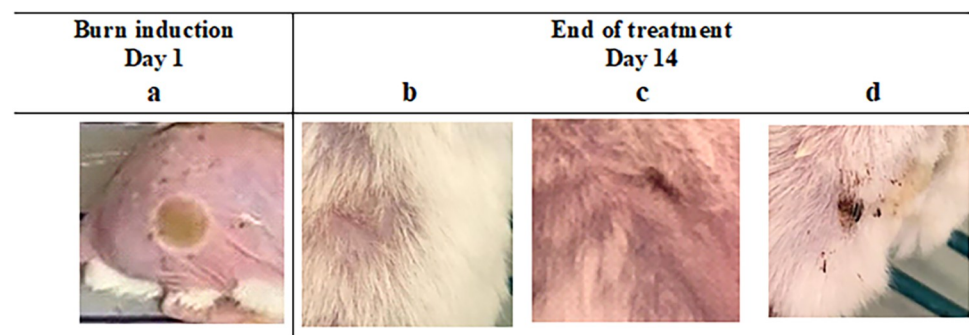 Burn induction
Day 1
a
End of treatment
Day 14
b
c
d